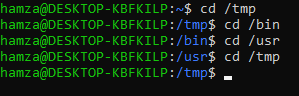 hamza@DESKTOP-KBFKILP:~$ cd /tmp
hamza@DESKTOP-KBFKILP:/tmp$ cd /bin
hamza@DESKTOP-KBFKILP:/bin$ cd /usr
hamza@DESKTOP-KBFKILP:/usr$ cd /tmp
hamza@DESKTOP-KBFKILP:/tmp$